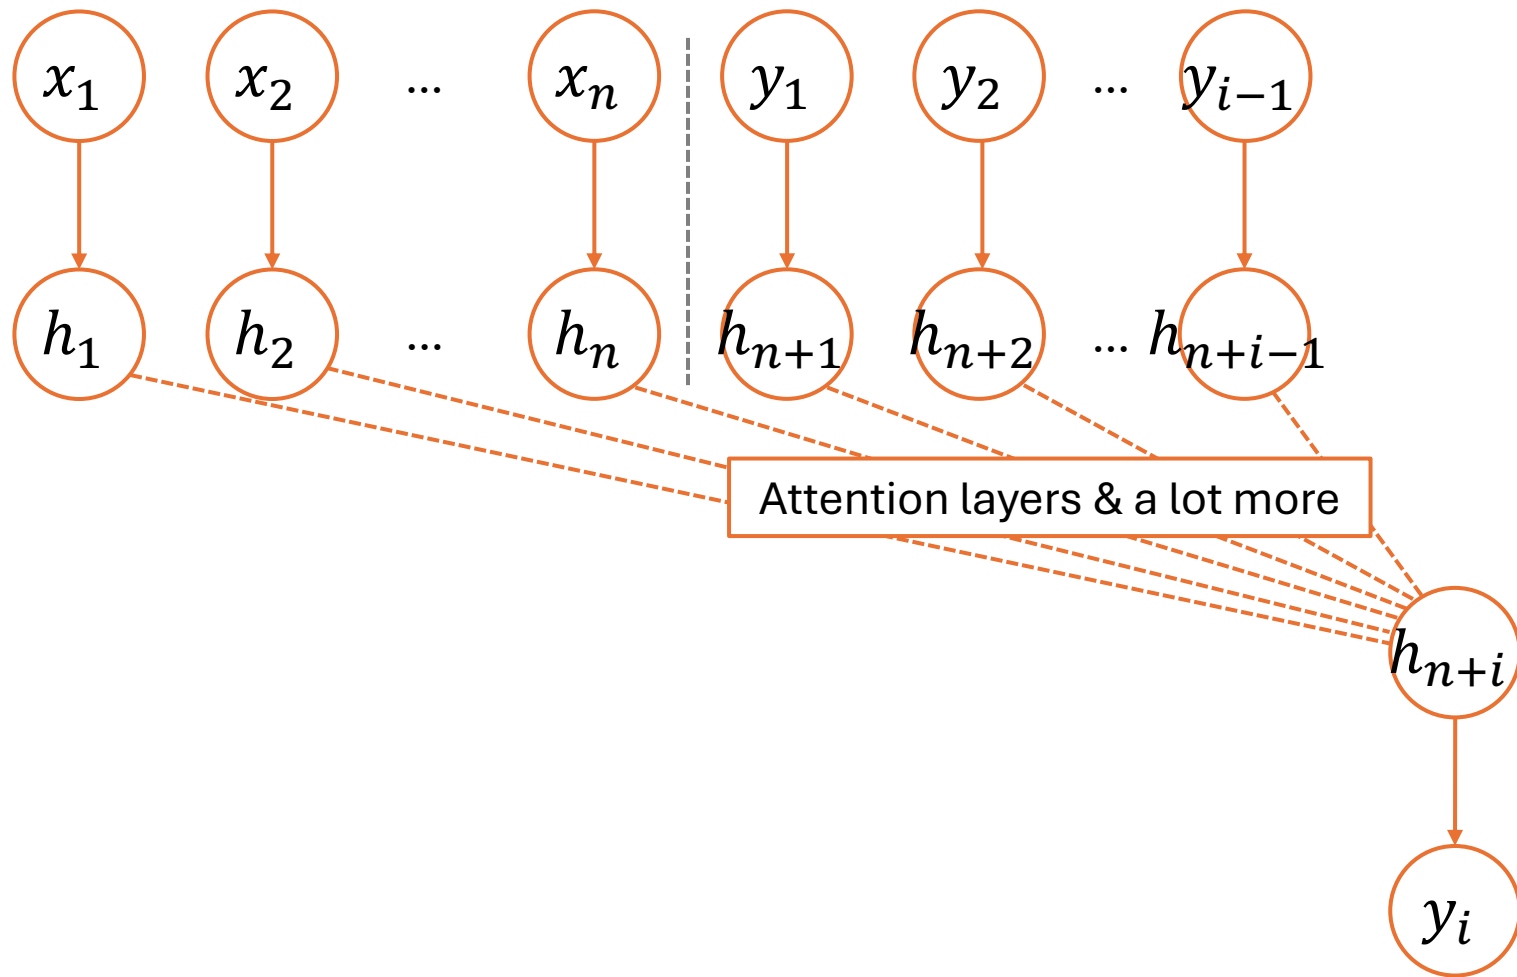 x₁ x₂ ... xₙ y₁ y₂ ... yᵢ₋₁
h₁ h₂ ... hₙ hₙ₊₁ hₙ₊₂ ... hₙ₊ᵢ₋₁
Attention layers & a lot more
hₙ₊ᵢ
yᵢ